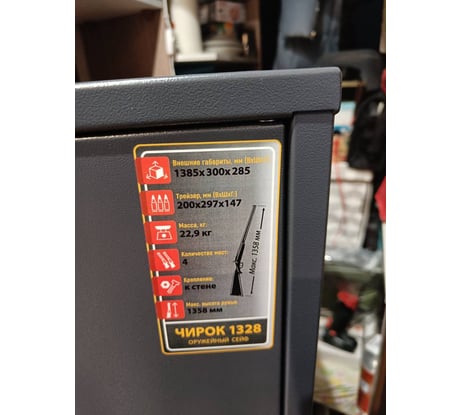 Внешние габариты, мм (ВхШхГ):
1385х300х285
Трейзер, мм (ВхШхГ):
200х297х147
Масса, кг:
22,9 кг
Количество мест:
4
Крепление:
к стене
Макс. высота ружья:
1358 мм
Макс. 1358 мм
ЧИРОК 1328
ОРУЖЕЙНЫЙ СЕЙФ